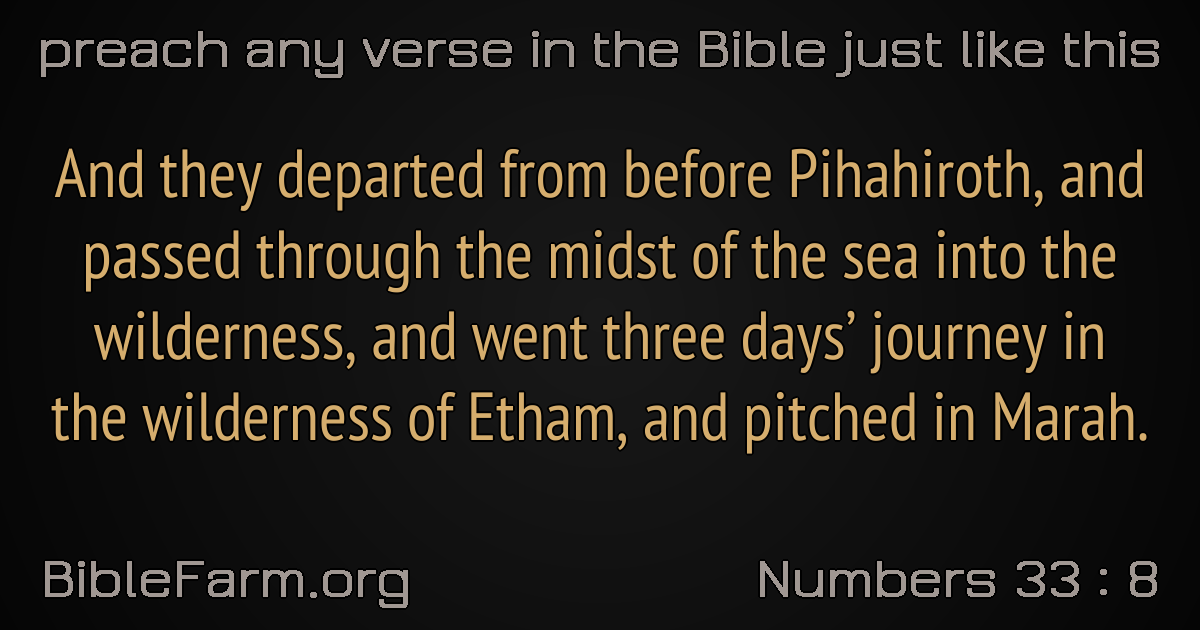 preach any verse in the Bible just like this
And they departed from before Pihahiroth, and
passed through the midst of the sea into the
wilderness, and went three days’ journey in
the wilderness of Etham, and pitched in Marah.
BibleFarm.org
Numbers 33 : 8